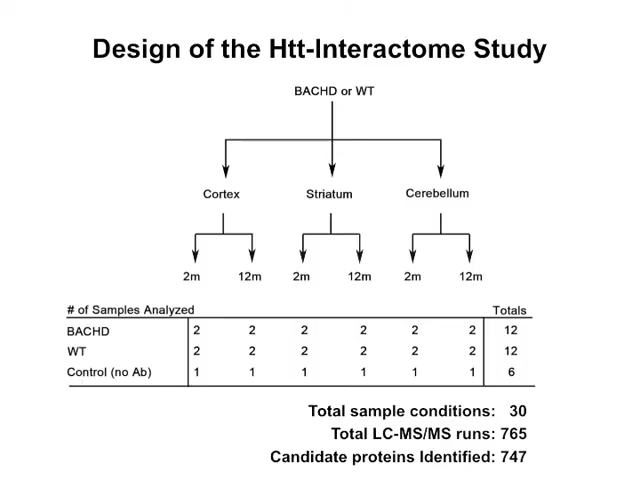 Design of the Htt-Interactome Study
BACHD or WT
Cortex Striatum Cerebellum
2m 12m 2m 12m 2m 12m
# of Samples Analyzed Totals
BACHD 2 2 2 2 2 2 12
WT 2 2 2 2 2 2 12
Control (no Ab) 1 1 1 1 1 1 6
Total sample conditions: 30
Total LC-MS/MS runs: 765
Candidate proteins Identified: 747